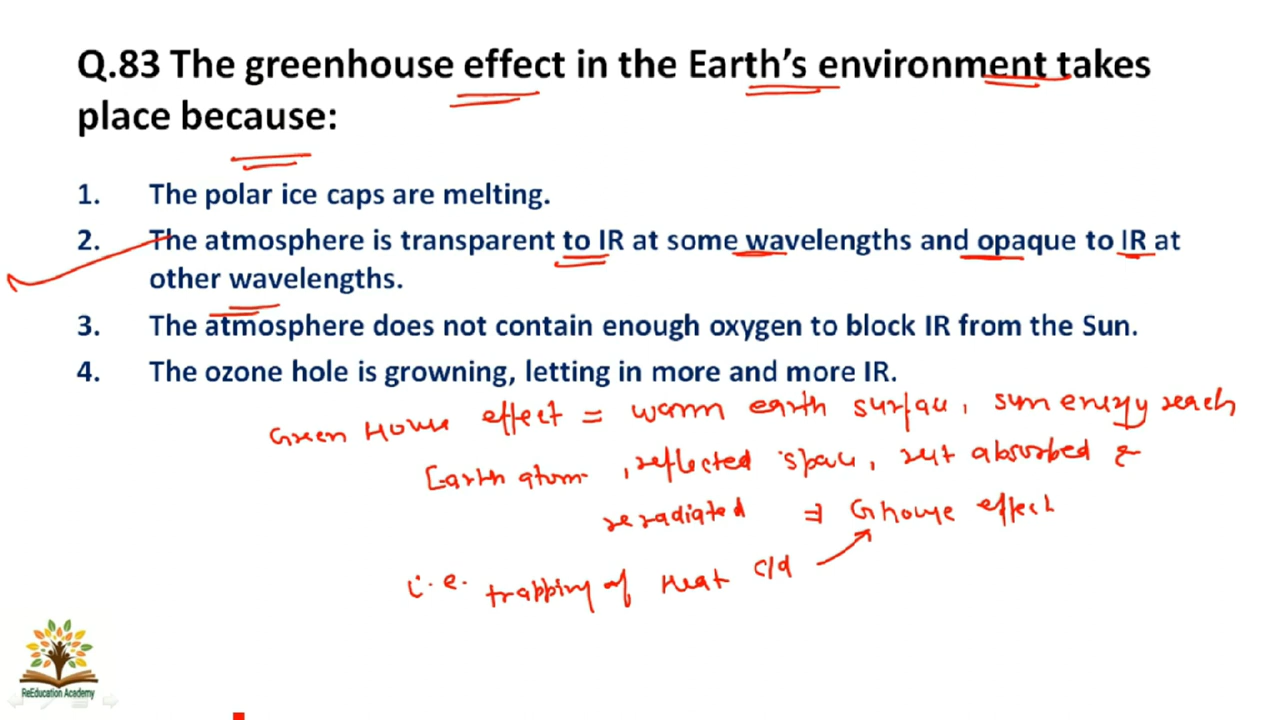 Q.83 The greenhouse effect in the Earth's environment takes
place because:
1. The polar ice caps are melting.
2. The atmosphere is transparent to IR at some wavelengths and opaque to IR at
other wavelengths.
3. The atmosphere does not contain enough oxygen to block IR from the Sun.
4. The ozone hole is growning, letting in more and more IR.
Green House effect = warm earth surface, sun energy reach
Earth atom, reflected space, rest absorbed &
reradiated ⇒ Ghouse effect
i.e. trapping of Heat c/d
ReEducation Academy